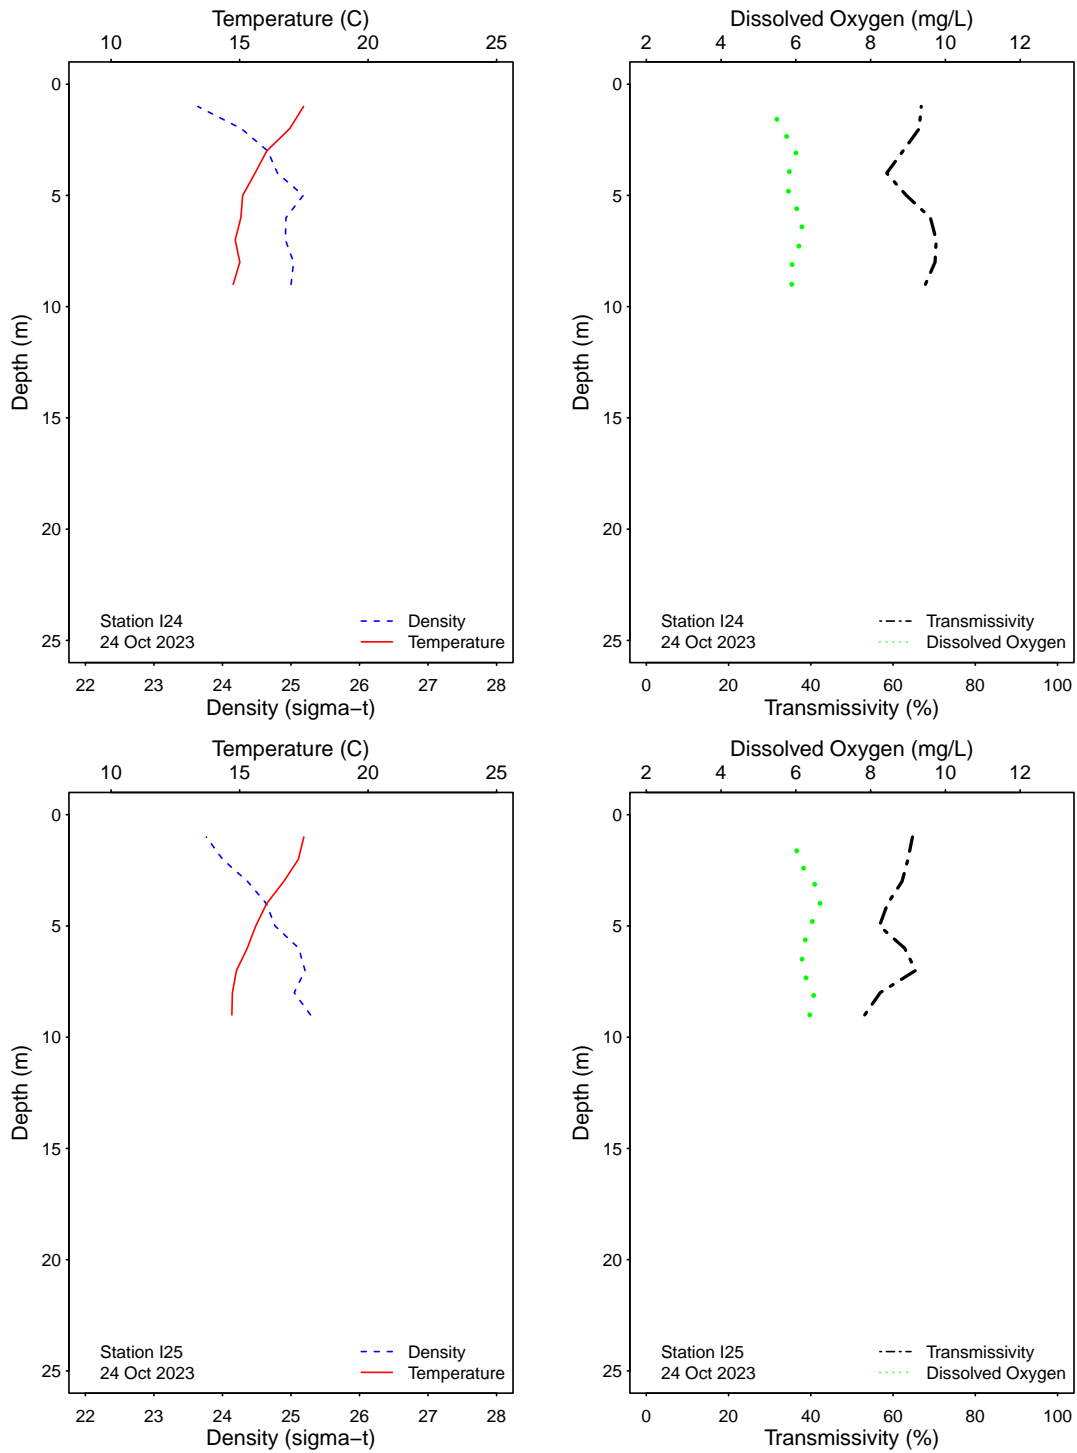 Temperature (C)
10 15 20 25
0
5
10
15
20
25
Depth (m)
Station I24
24 Oct 2023
Density
Temperature
22 23 24 25 26 27 28
Density (sigma−t)
Dissolved Oxygen (mg/L)
2 4 6 8 10 12
0
5
10
15
20
25
Depth (m)
Station I24
24 Oct 2023
Transmissivity
Dissolved Oxygen
0 20 40 60 80 100
Transmissivity (%)
Temperature (C)
10 15 20 25
0
5
10
15
20
25
Depth (m)
Station I25
24 Oct 2023
Density
Temperature
22 23 24 25 26 27 28
Density (sigma−t)
Dissolved Oxygen (mg/L)
2 4 6 8 10 12
0
5
10
15
20
25
Depth (m)
Station I25
24 Oct 2023
Transmissivity
Dissolved Oxygen
0 20 40 60 80 100
Transmissivity (%)